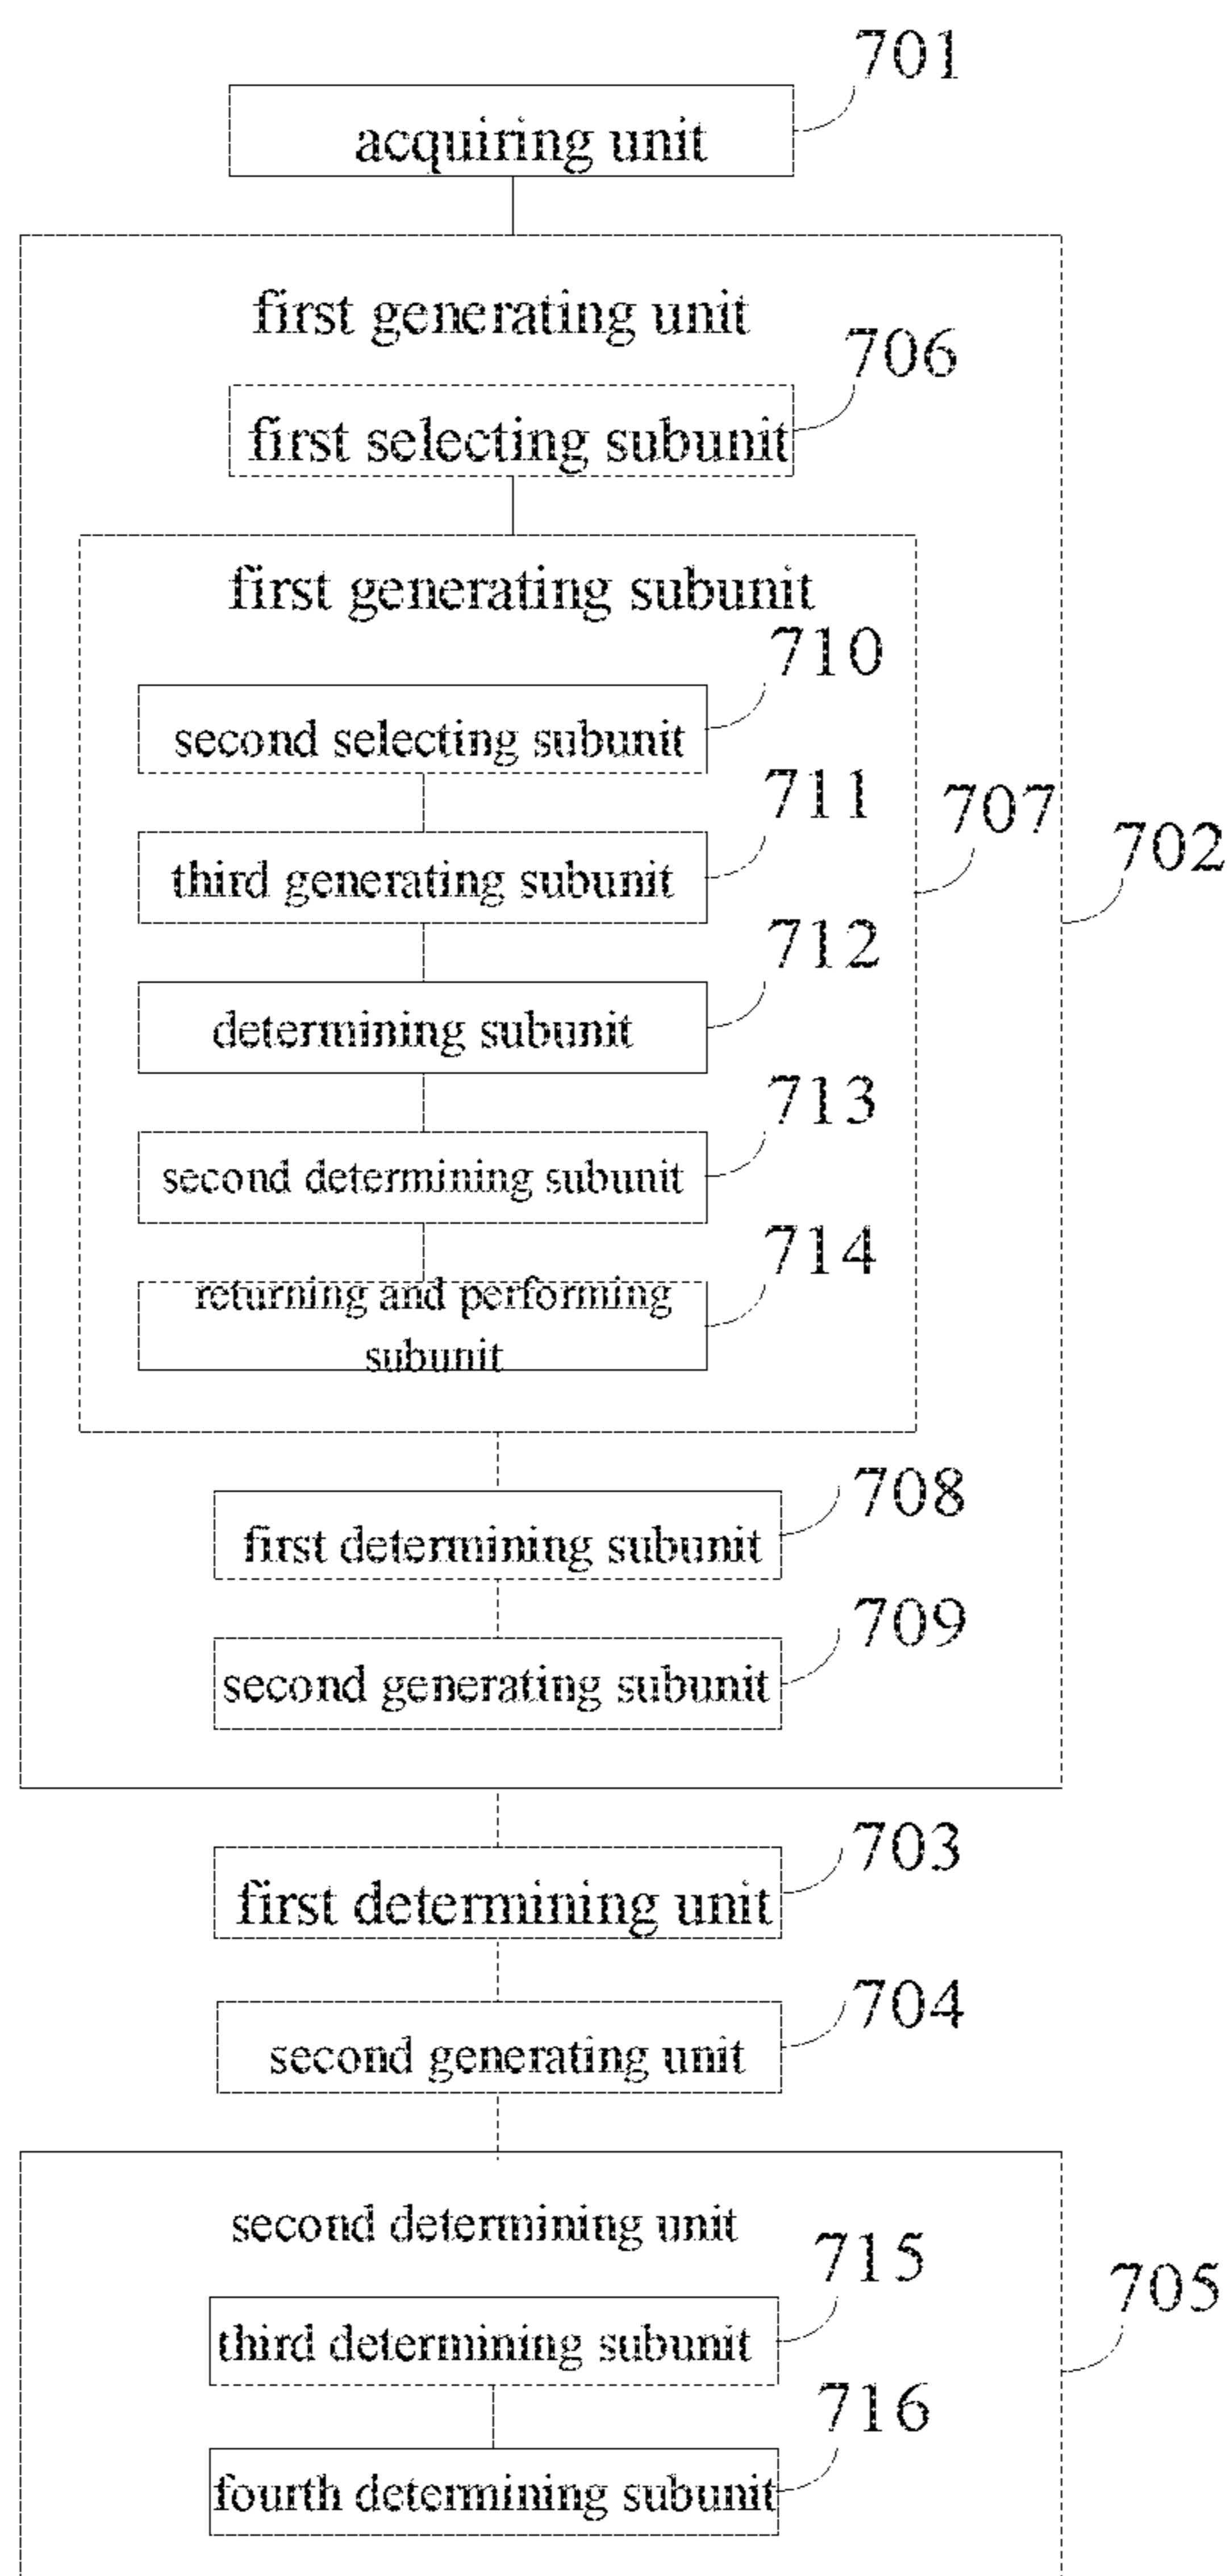 701
acquiring unit
first generating unit
706
first selecting subunit
first generating subunit
710
second selecting subunit
711
third generating subunit
707
702
712
determining subunit
713
second determining subunit
714
returning and performing
subunit
708
first determining subunit
709
second generating subunit
703
first determining unit
704
second generating unit
second determining unit
715
third determining subunit
705
716
fourth determining subunit